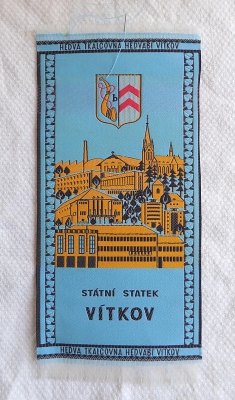 HEDVA TKALCOVNA HEDVÁBÍ VÍTKOV
STÁTNÍ STATEK
VÍTKOV
HEDVA TKALCOVNA HEDVÁBÍ VÍTKOV